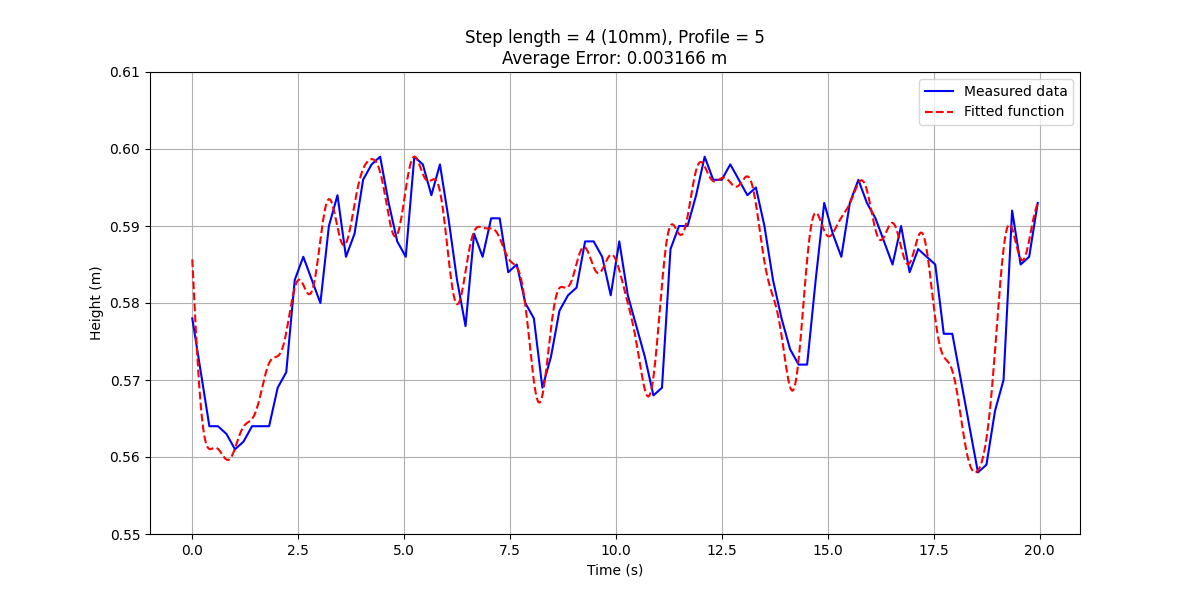 Step length = 4 (10mm), Profile = 5
Average Error: 0.003166 m
Measured data
Fitted function
Height (m)
0.61
0.60
0.59
0.58
0.57
0.56
0.55
0.0 2.5 5.0 7.5 10.0 12.5 15.0 17.5 20.0
Time (s)